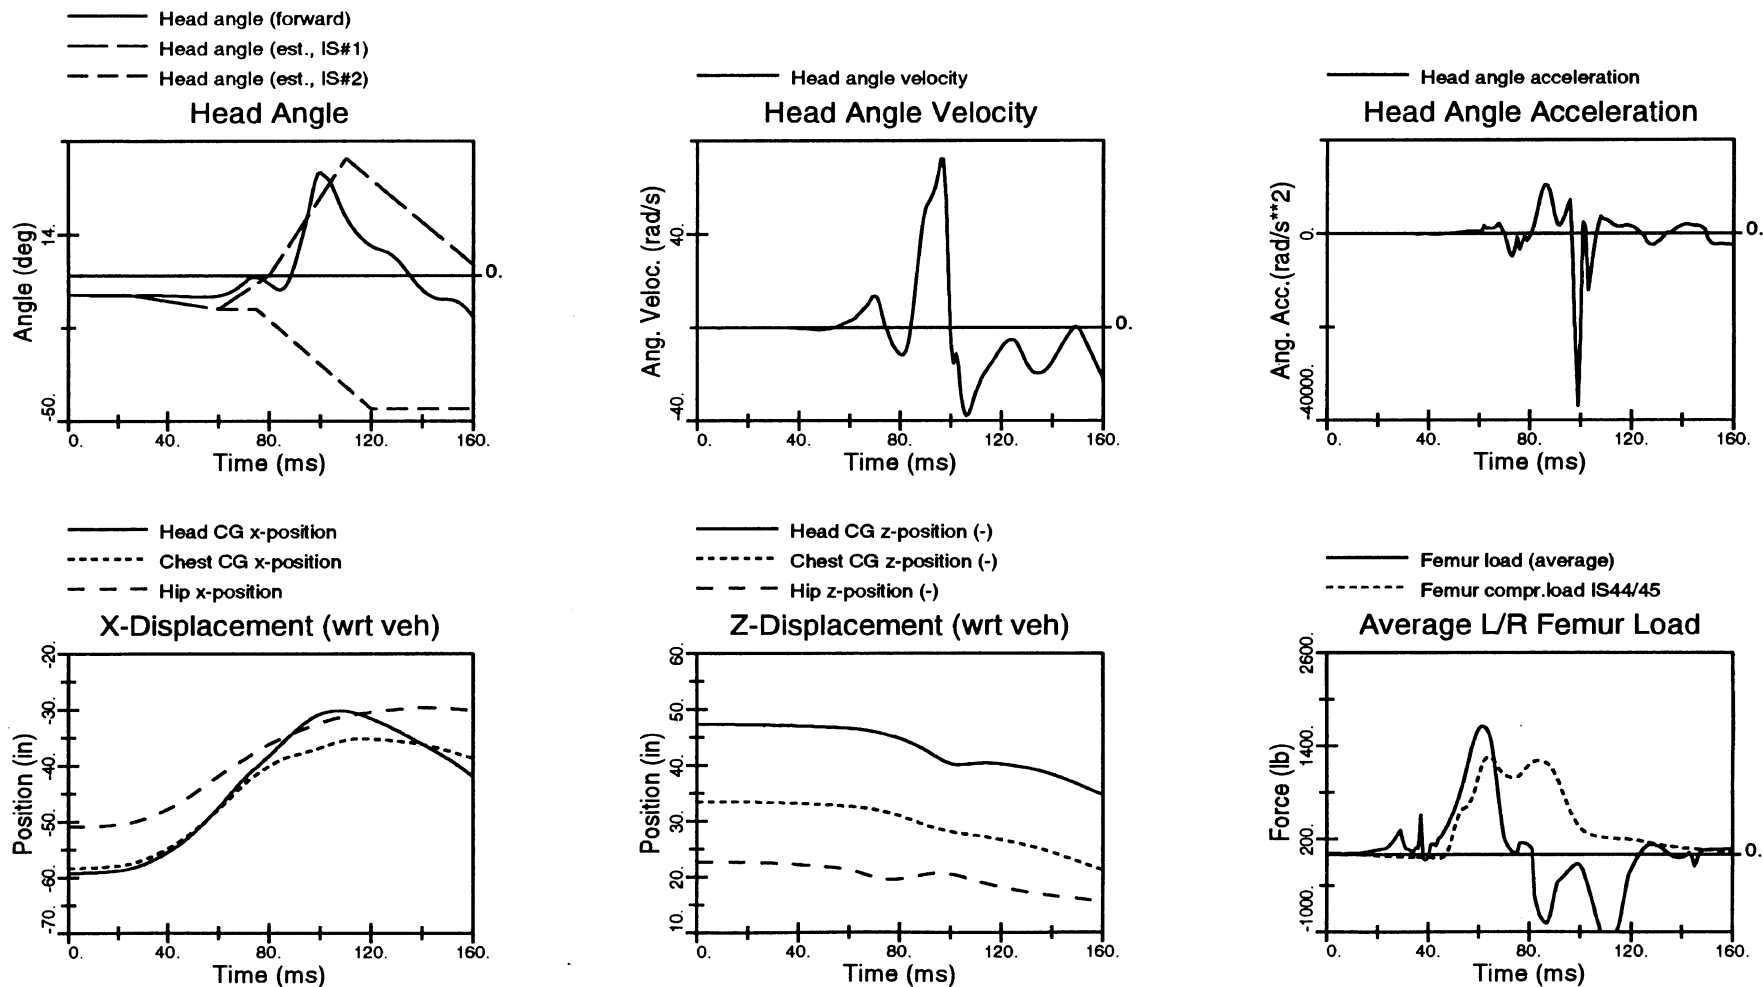 Head angle (forward)
Head angle (est., IS#1)
Head angle (est., IS#2)
Head Angle
Angle (deg)
14.
-50.
0.
0. 40. 80. 120. 160.
Time (ms)
Head angle velocity
Head Angle Velocity
Ang. Veloc. (rad/s)
40.
-40.
0.
0. 40. 80. 120. 160.
Time (ms)
Head angle acceleration
Head Angle Acceleration
Ang. Acc.(rad/s**2)
0.
-40000.
0.
0. 40. 80. 120. 160.
Time (ms)
Head CG x-position
Chest CG x-position
Hip x-position
X-Displacement (wrt veh)
Position (in)
-20.
-30.
-40.
-50.
-60.
-70.
0. 40. 80. 120. 160.
Time (ms)
Head CG z-position (-)
Chest CG z-position (-)
Hip z-position (-)
Z-Displacement (wrt veh)
Position (in)
60.
50.
40.
30.
20.
10.
0. 40. 80. 120. 160.
Time (ms)
Femur load (average)
Femur compr.load IS44/45
Average L/R Femur Load
Force (lb)
2600.
1400.
200.
-1000.
0.
0. 40. 80. 120. 160.
Time (ms)